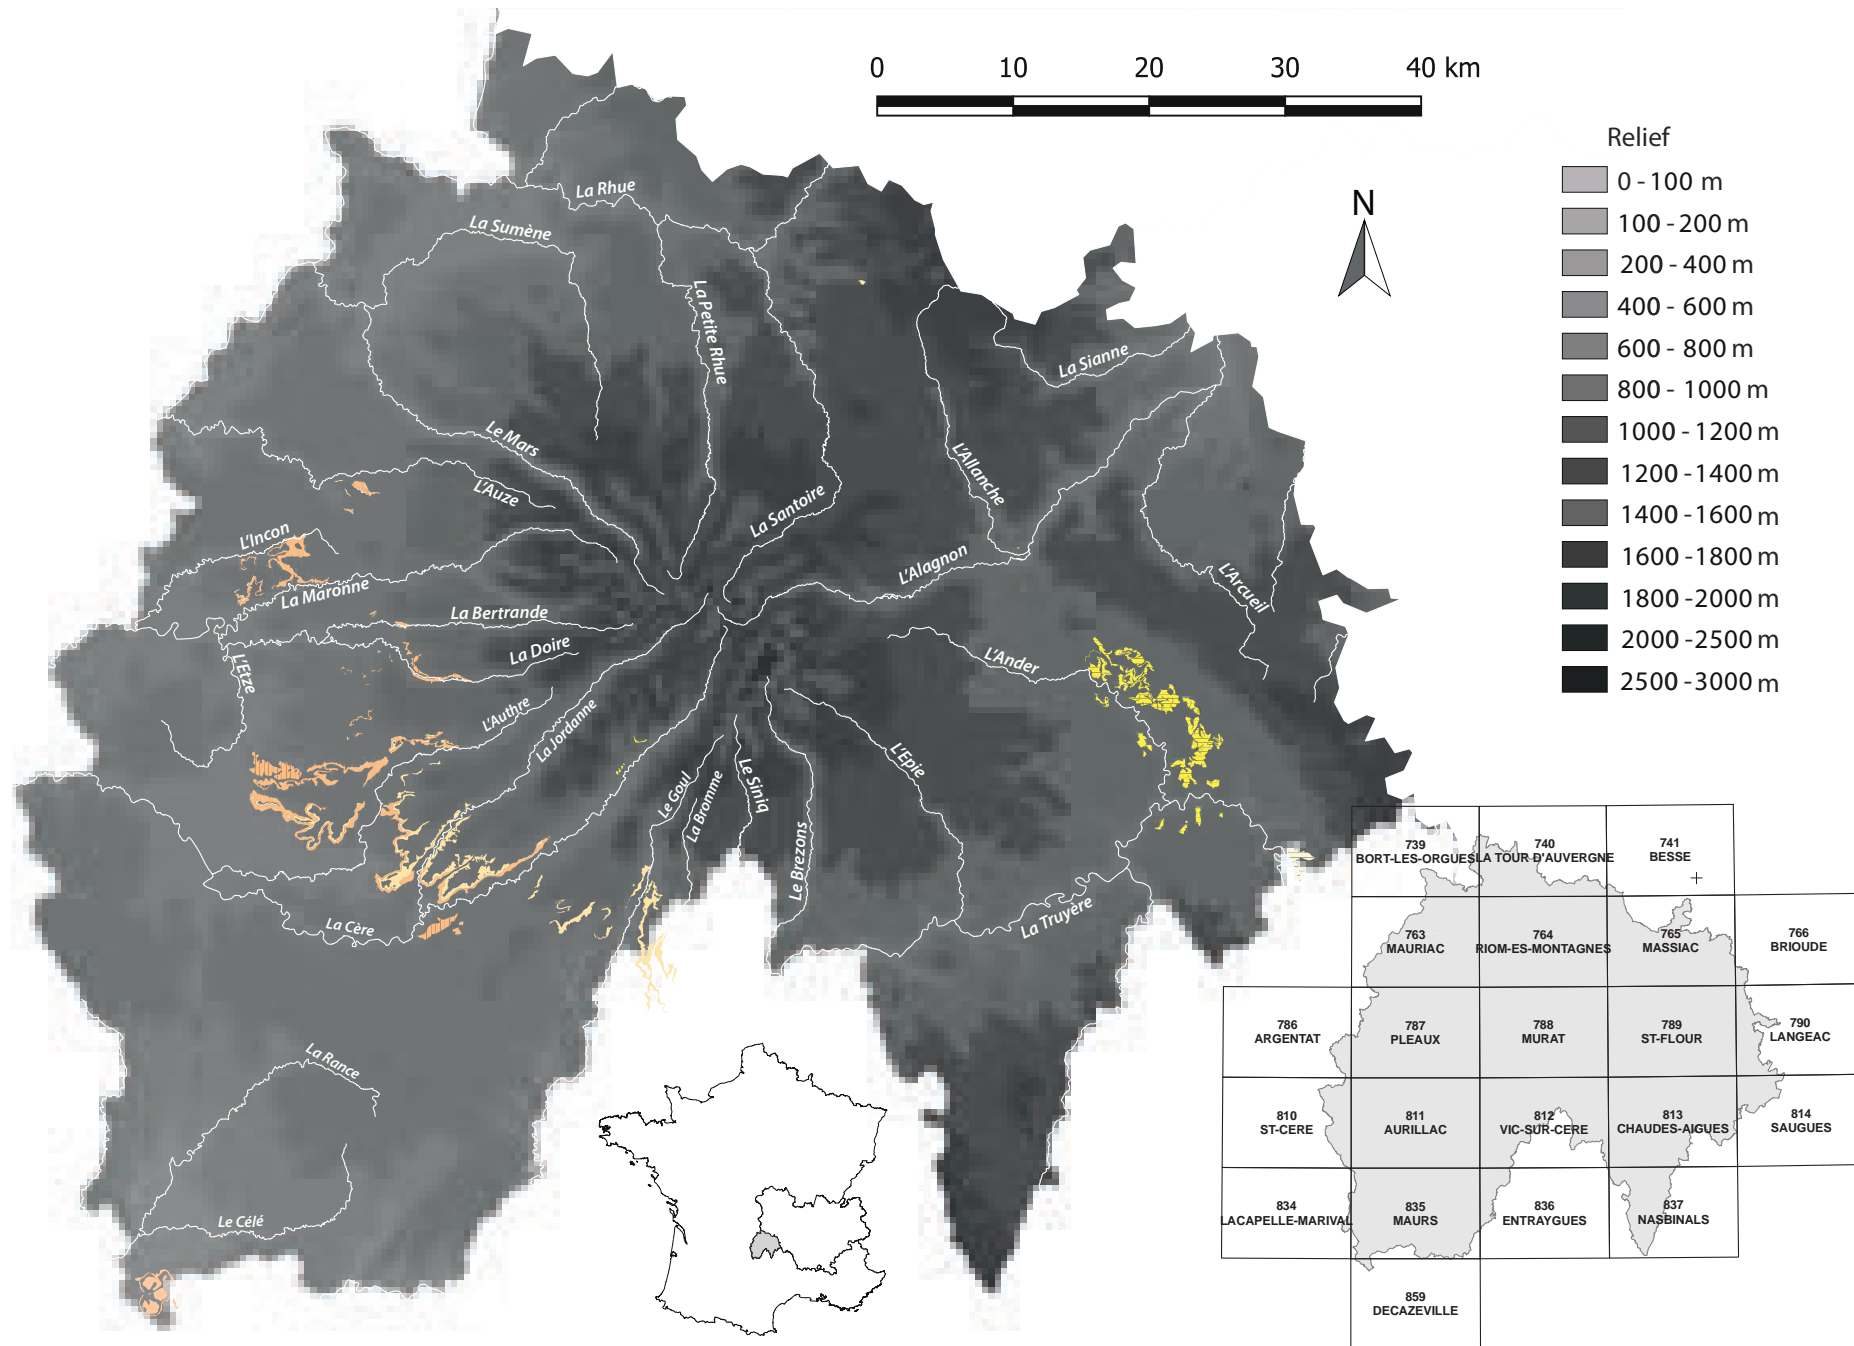 0 10 20 30 40 km
Relief
0 - 100 m
100 - 200 m
200 - 400 m
400 - 600 m
600 - 800 m
800 - 1000 m
1000 - 1200 m
1200 - 1400 m
1400 - 1600 m
1600 - 1800 m
1800 - 2000 m
2000 - 2500 m
2500 - 3000 m
N
La Rhue
La Sumène
La Petite Rhue
La Sianne
Le Mars
L'Auze
L'Allanche
La Santoire
L'Incon
L'Alagnon
La Maronne
L'Arcueil
La Bertrande
La Doire
L'Ander
L'Etze
L'Authre
La Jordanne
L'Epie
Le Goul
La Bromme
Le Siniq
Le Brezons
La Truyère
La Cère
La Rance
Le Célé
739
BORT-LES-ORGUES
740
LA TOUR D'AUVERGNE
741
BESSE
763
MAURIAC
764
RIOM-ES-MONTAGNES
765
MASSIAC
766
BRIOUDE
786
ARGENTAT
787
PLEAUX
788
MURAT
789
ST-FLOUR
790
LANGEAC
810
ST-CERE
811
AURILLAC
812
VIC-SUR-CERE
813
CHAUDES-AIGUES
814
SAUGUES
834
LACAPELLE-MARIVAL
835
MAURS
836
ENTRAYGUES
837
NASBINALS
859
DECAZEVILLE